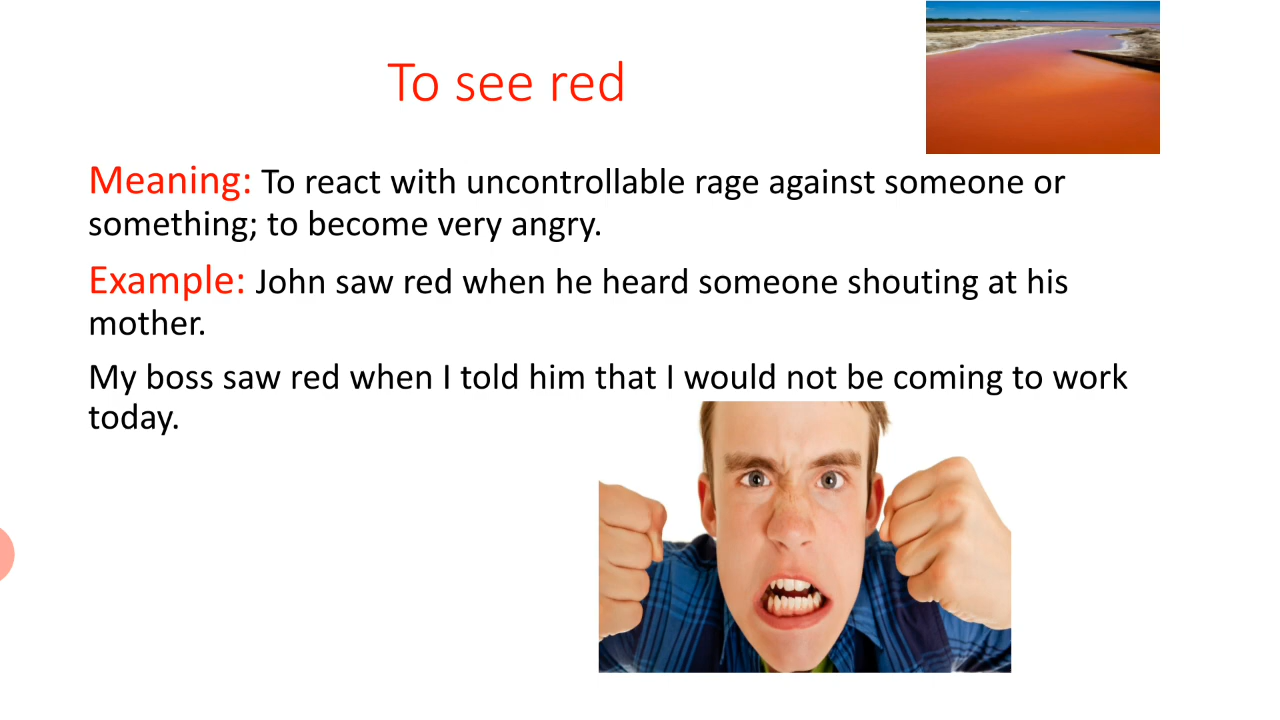 To see red
Meaning: To react with uncontrollable rage against someone or
something; to become very angry.
Example: John saw red when he heard someone shouting at his
mother.
My boss saw red when I told him that I would not be coming to work
today.